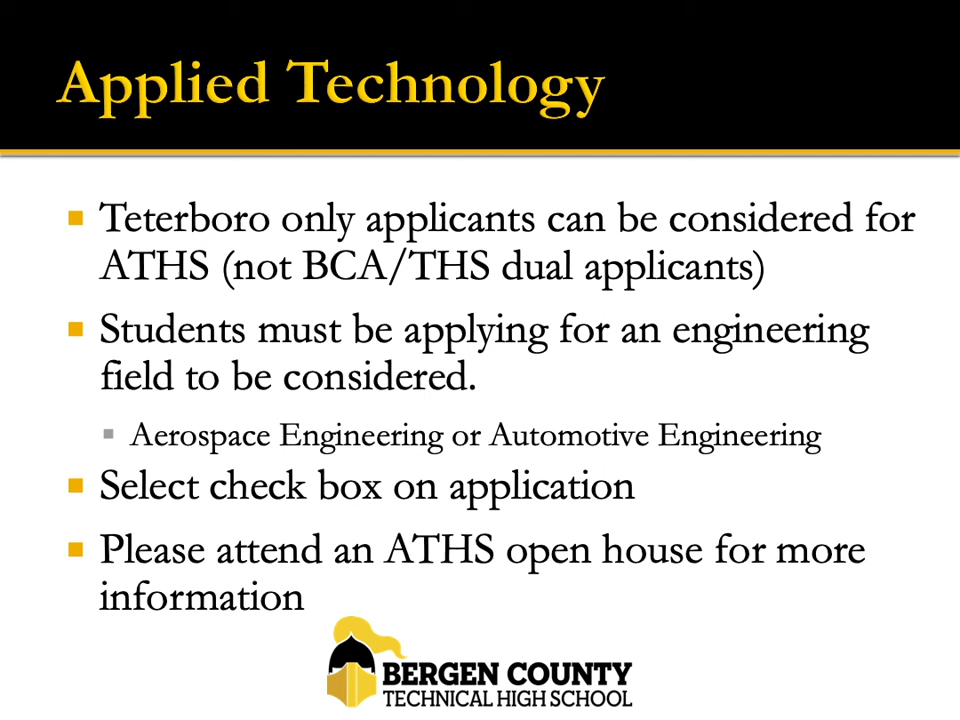 Applied Technology
Teterboro only applicants can be considered for
ATHS (not BCA/THS dual applicants)
Students must be applying for an engineering
field to be considered.
Aerospace Engineering or Automotive Engineering
Select check box on application
Please attend an ATHS open house for more
information
BERGEN COUNTY
TECHNICAL HIGH SCHOOL